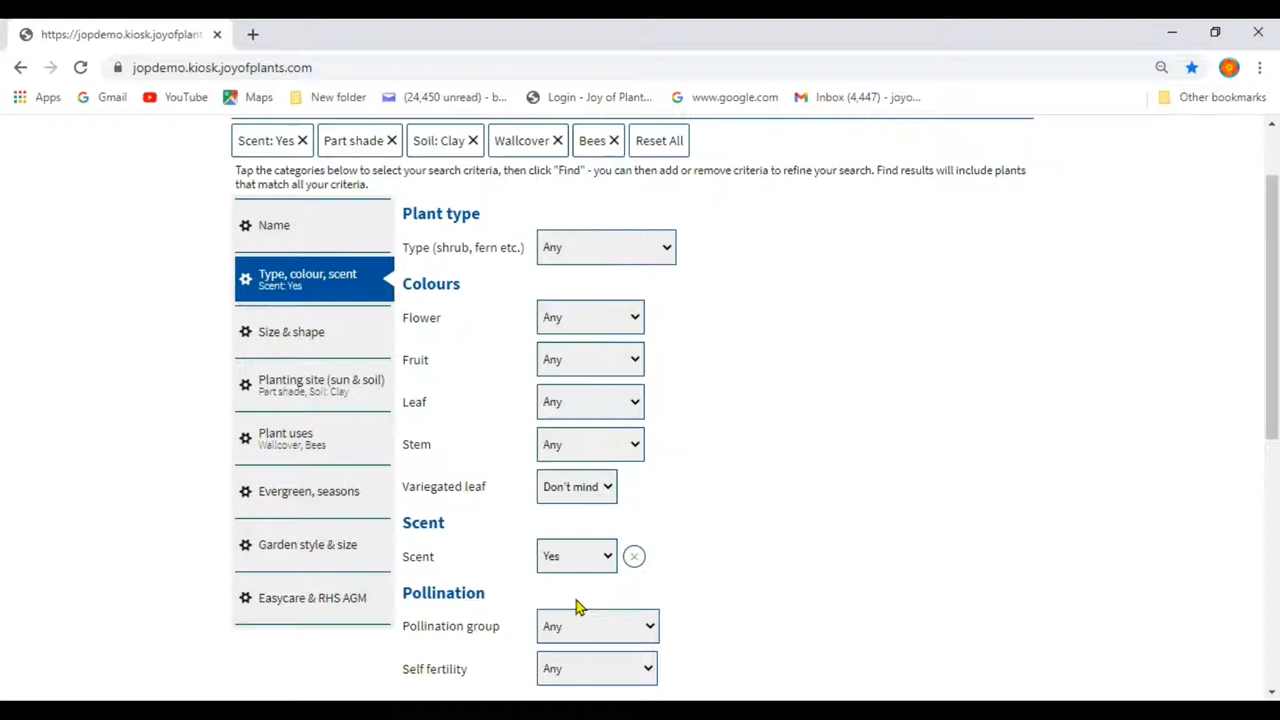 https://jopdemo.kiosk.joyofplant
jopdemo.kiosk.joyofplants.com
Apps
Gmail
YouTube
Maps
New folder
(24,450 unread) - b...
Login - Joy of Plant...
www.google.com
Inbox (4,447) - joyo...
Other bookmarks
Scent: Yes
Part shade
Soil: Clay
Wallcover
Bees
Reset All
Tap the categories below to select your search criteria, then click "Find" - you can then add or remove criteria to refine your search. Find results will include plants
that match all your criteria.
Name
Type, colour, scent
Scent: Yes
Size & shape
Planting site (sun & soil)
Part shade, Soil: Clay
Plant uses
Wallcover, Bees
Evergreen, seasons
Garden style & size
Easycare & RHS AGM
Plant type
Type (shrub, fern etc.) Any
Colours
Flower Any
Fruit Any
Leaf Any
Stem Any
Variegated leaf Don't mind
Scent
Scent Yes
Pollination
Pollination group Any
Self fertility Any